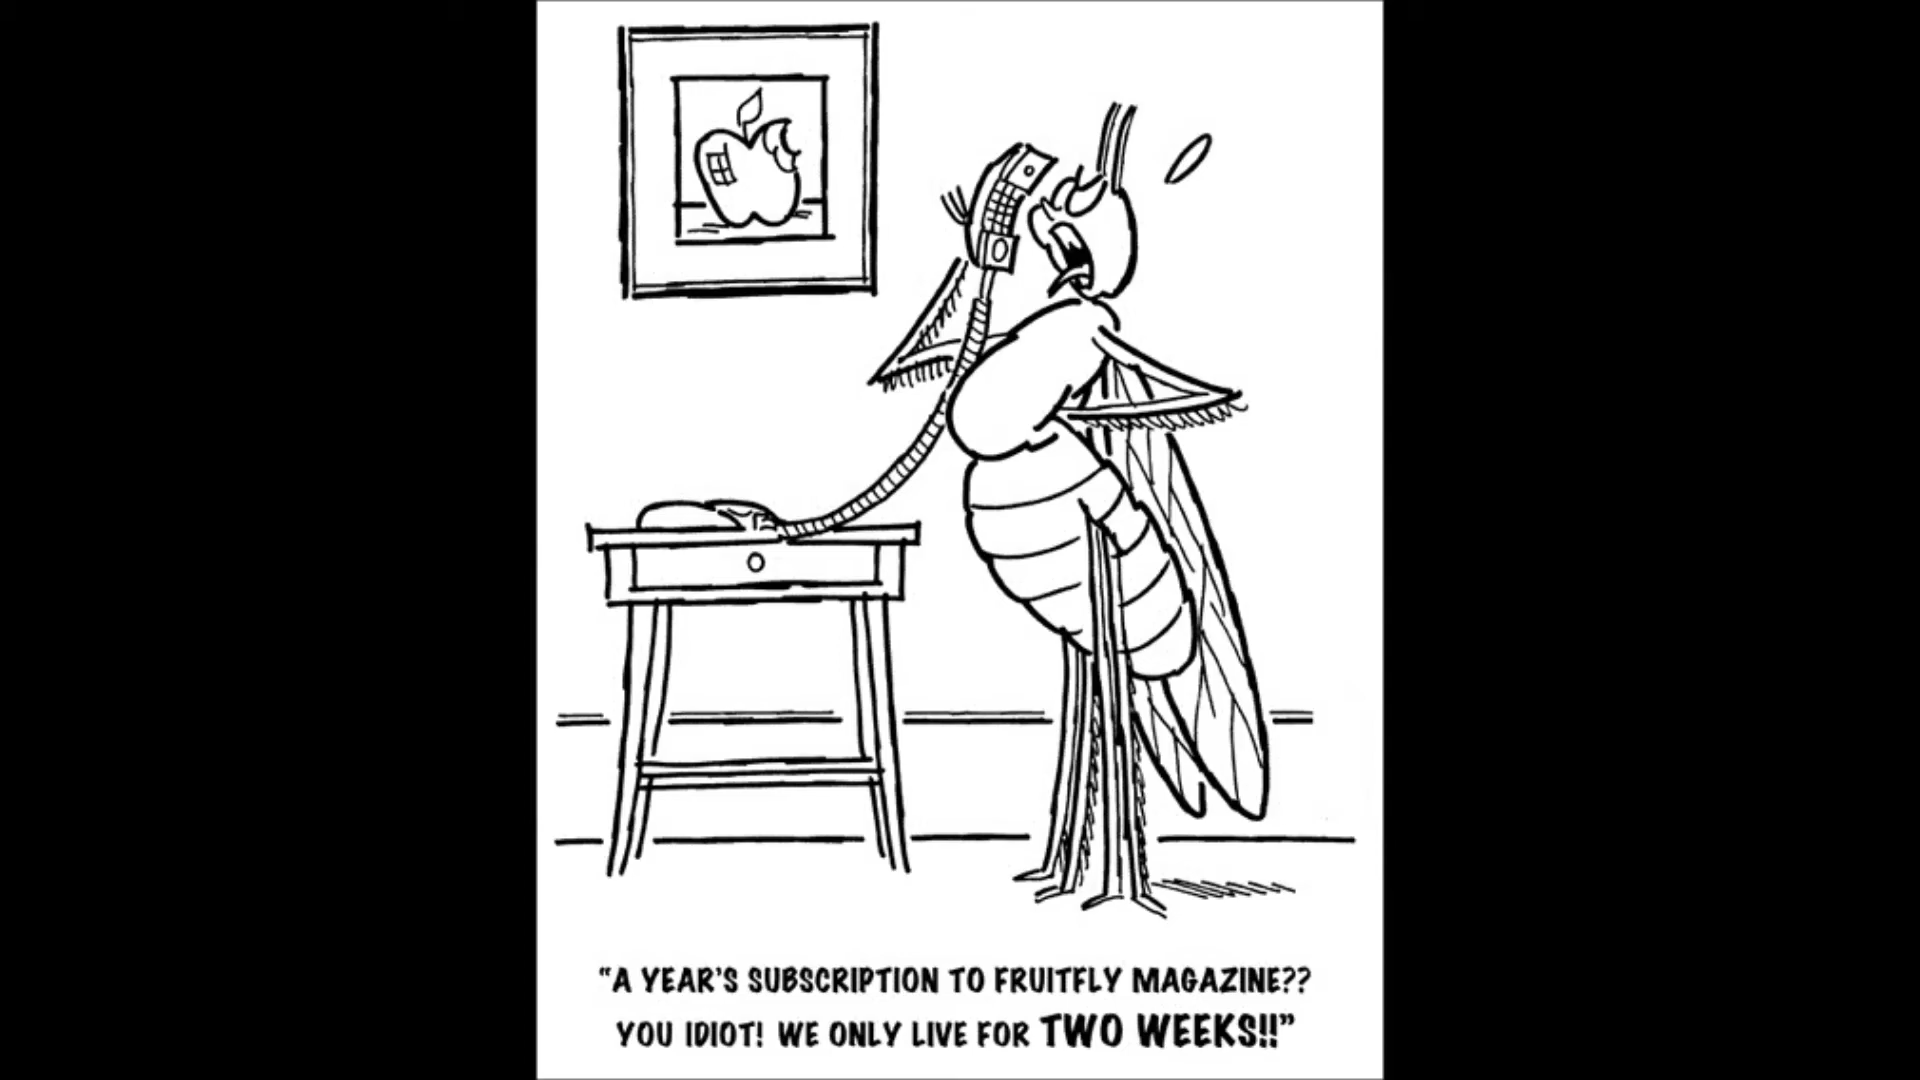 “A YEAR’S SUBSCRIPTION TO FRUITFLY MAGAZINE??
YOU IDIOT! WE ONLY LIVE FOR TWO WEEKS!!”